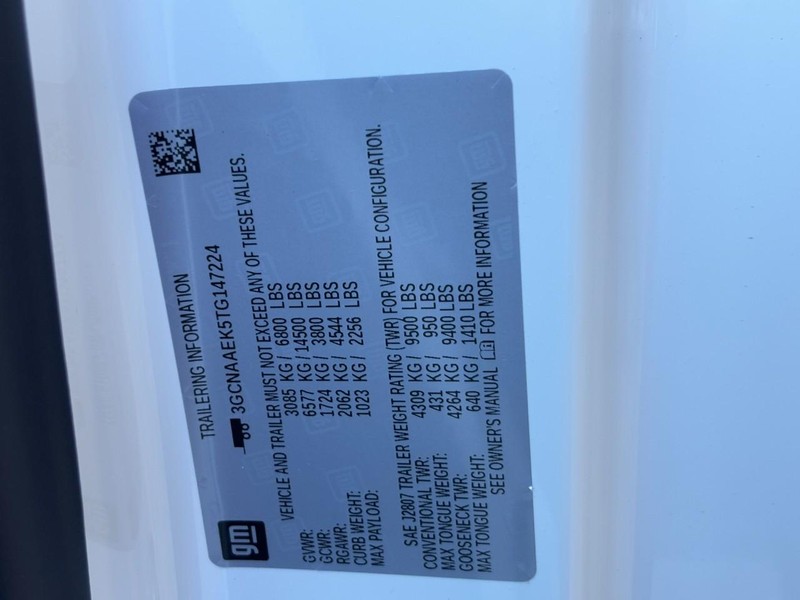 gm
TRAILERING INFORMATION
3GCNAAEK5TG147224
VEHICLE AND TRAILER MUST NOT EXCEED ANY OF THESE VALUES.
GVWR: 3085 KG / 6800 LBS
GCWR: 6577 KG / 14500 LBS
RGAWR: 1724 KG / 3800 LBS
CURB WEIGHT: 2062 KG / 4544 LBS
MAX PAYLOAD: 1023 KG / 2256 LBS
SAE J2807 TRAILER WEIGHT RATING (TWR) FOR VEHICLE CONFIGURATION.
CONVENTIONAL TWR: 4309 KG / 9500 LBS
MAX TONGUE WEIGHT: 431 KG / 950 LBS
GOOSENECK TWR: 4264 KG / 9400 LBS
MAX TONGUE WEIGHT: 640 KG / 1410 LBS
SEE OWNER'S MANUAL FOR MORE INFORMATION